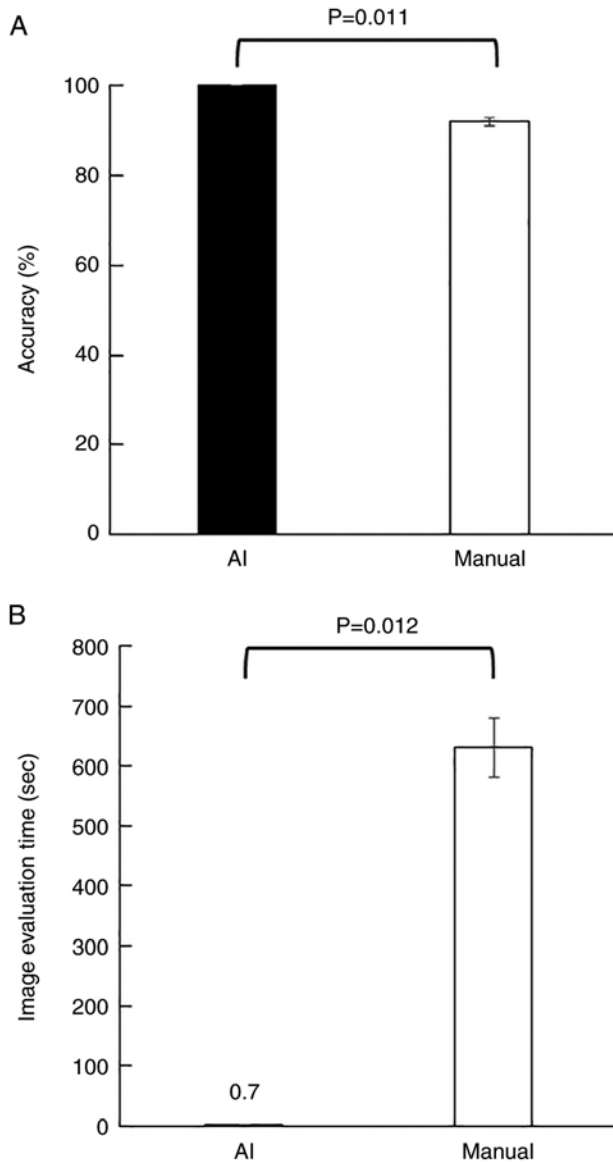 A
P=0.011
100
80
60
40
20
0
Accuracy (%)
AI
Manual
B
P=0.012
800
700
600
500
400
300
200
100
0
Image evaluation time (sec)
0.7
AI
Manual